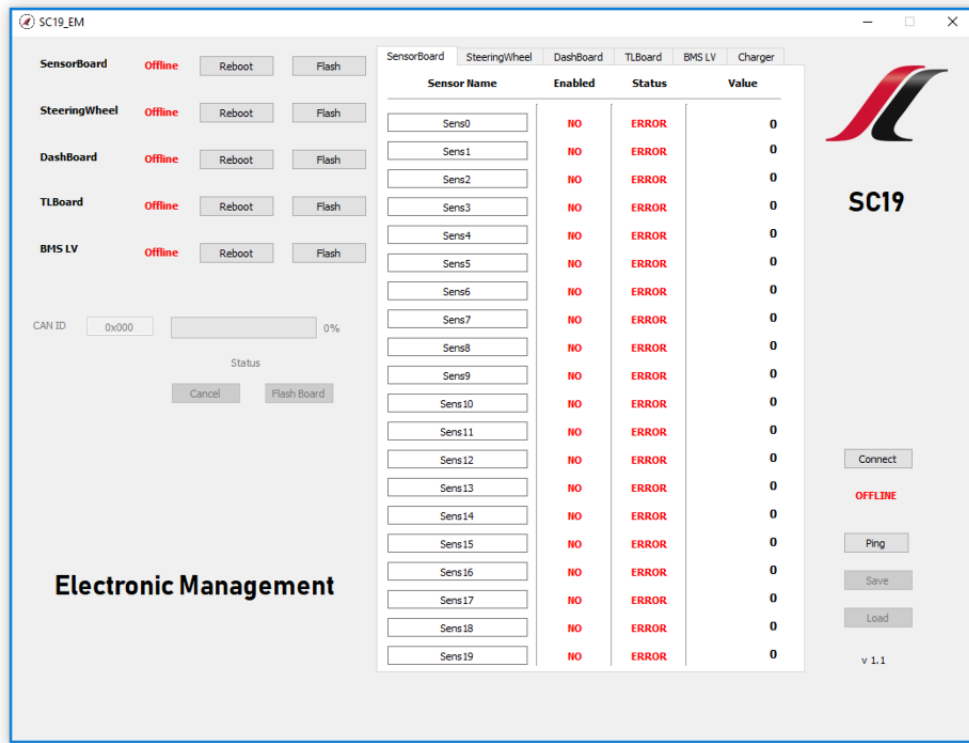 SC19_EM
SensorBoard Offline Reboot Flash
SteeringWheel Offline Reboot Flash
DashBoard Offline Reboot Flash
TLBoard Offline Reboot Flash
BMS LV Offline Reboot Flash
CAN ID 0x000 0%
Status
Cancel Flash Board
Electronic Management
SensorBoard SteeringWheel DashBoard TLBoard BMS LV Charger
Sensor Name Enabled Status Value
Sens0 NO ERROR 0
Sens1 NO ERROR 0
Sens2 NO ERROR 0
Sens3 NO ERROR 0
Sens4 NO ERROR 0
Sens5 NO ERROR 0
Sens6 NO ERROR 0
Sens7 NO ERROR 0
Sens8 NO ERROR 0
Sens9 NO ERROR 0
Sens10 NO ERROR 0
Sens11 NO ERROR 0
Sens12 NO ERROR 0
Sens13 NO ERROR 0
Sens14 NO ERROR 0
Sens15 NO ERROR 0
Sens16 NO ERROR 0
Sens17 NO ERROR 0
Sens18 NO ERROR 0
Sens19 NO ERROR 0
SC19
Connect
OFFLINE
Ping
Save
Load
v 1.1